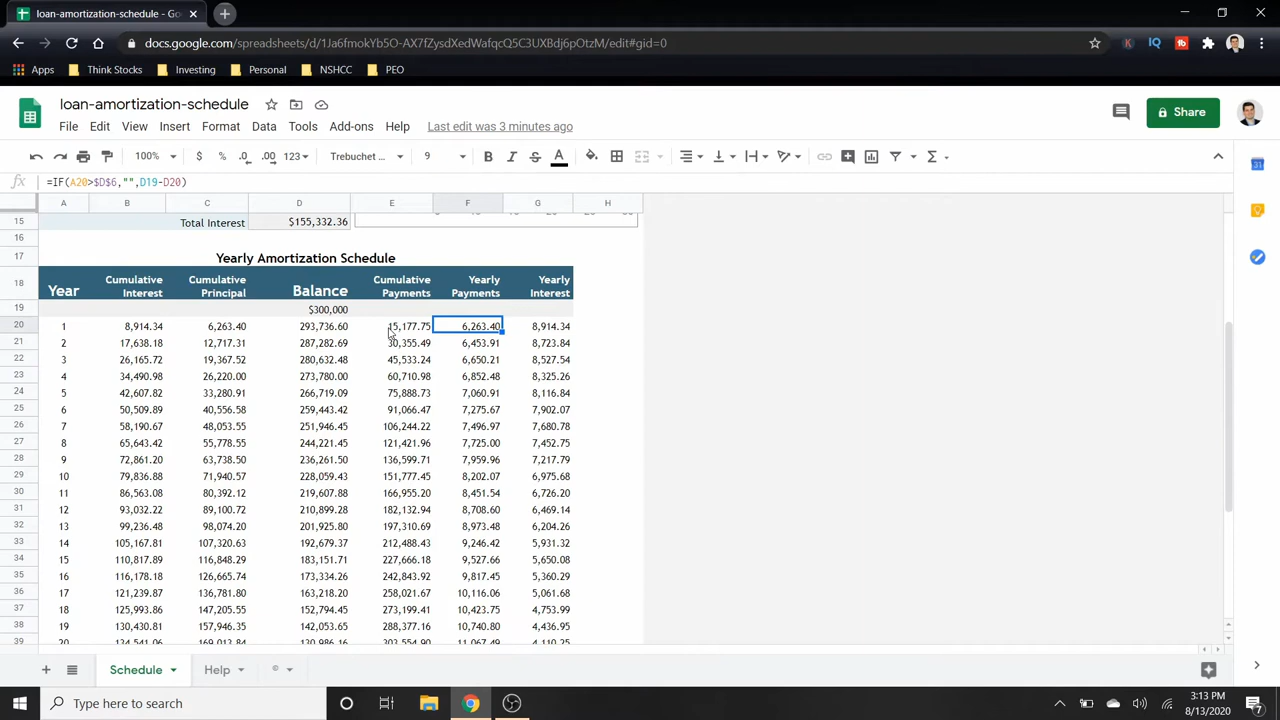 loan-amortization-schedule - Go
docs.google.com/spreadsheets/d/1Ja6fmokYb5O-AX7fZysdXedWafqcQ5C3UXBdj6pOtzM/edit#gid=0
Apps Think Stocks Investing Personal NSHCC PEO
loan-amortization-schedule
Share
File Edit View Insert Format Data Tools Add-ons Help Last edit was 3 minutes ago
100% $ % .0 .00 123 Trebuchet ... 9 B I S A
fx =IF(A20>$D$6,"",D19-D20)
A B C D E F G H
15 Total Interest $155,332.36
16
17 Yearly Amortization Schedule
18 Year Cumulative Interest Cumulative Principal Balance Cumulative Payments Yearly Payments Yearly Interest
19 $300,000
20 1 8,914.34 6,263.40 293,736.60 15,177.75 6,263.40 8,914.34
21 2 17,638.18 12,717.31 287,282.69 30,355.49 6,453.91 8,723.84
22 3 26,165.72 19,367.52 280,632.48 45,533.24 6,650.21 8,527.54
23 4 34,490.98 26,220.00 273,780.00 60,710.98 6,852.48 8,325.26
24 5 42,607.82 33,280.91 266,719.09 75,888.73 7,060.91 8,116.84
25 6 50,509.89 40,556.58 259,443.42 91,066.47 7,275.67 7,902.07
26 7 58,190.67 48,053.55 251,946.45 106,244.22 7,496.97 7,680.78
27 8 65,643.42 55,778.55 244,221.45 121,421.96 7,725.00 7,452.75
28 9 72,861.20 63,738.50 236,261.50 136,599.71 7,959.96 7,217.79
29 10 79,836.88 71,940.57 228,059.43 151,777.45 8,202.07 6,975.68
30 11 86,563.08 80,392.12 219,607.88 166,955.20 8,451.54 6,726.20
31 12 93,032.22 89,100.72 210,899.28 182,132.94 8,708.60 6,469.14
32 13 99,236.48 98,074.20 201,925.80 197,310.69 8,973.48 6,204.26
33 14 105,167.81 107,320.63 192,679.37 212,488.43 9,246.42 5,931.32
34 15 110,817.89 116,848.29 183,151.71 227,666.18 9,527.66 5,650.08
35 16 116,178.18 126,665.74 173,334.26 242,843.92 9,817.45 5,360.29
36 17 121,239.87 136,781.80 163,218.20 258,021.67 10,116.06 5,061.68
37 18 125,993.86 147,205.55 152,794.45 273,199.41 10,423.75 4,753.99
38 19 130,430.81 157,946.35 142,053.65 288,377.16 10,740.80 4,436.95
39 20 134,541.06 169,013.84 130,986.16 303,554.90 11,067.49 4,110.25
Schedule Help ©
Type here to search
3:13 PM
8/13/2020